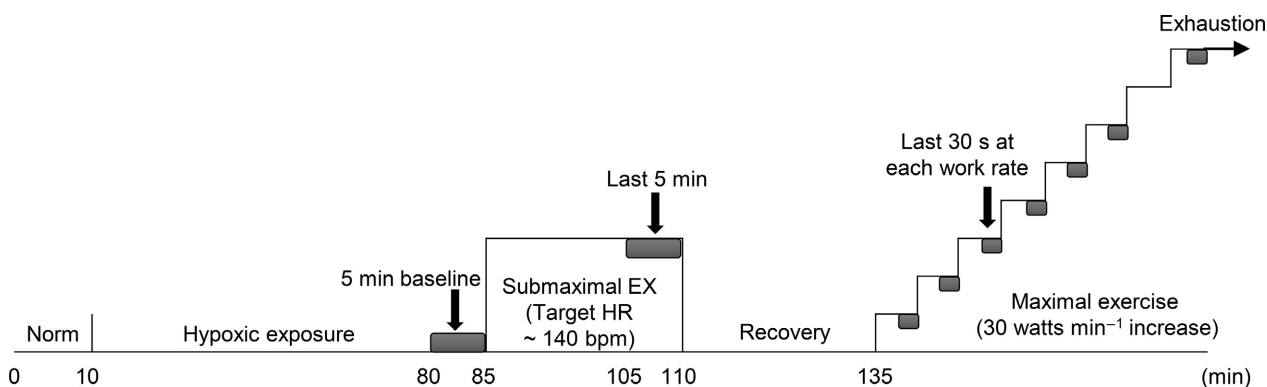 Exhaustion
Last 30 s at
each work rate
Last 5 min
5 min baseline
Submaximal EX
(Target HR
~ 140 bpm)
Maximal exercise
(30 watts min⁻¹ increase)
Norm
Hypoxic exposure
Recovery
0 10 80 85 105 110 135 (min)